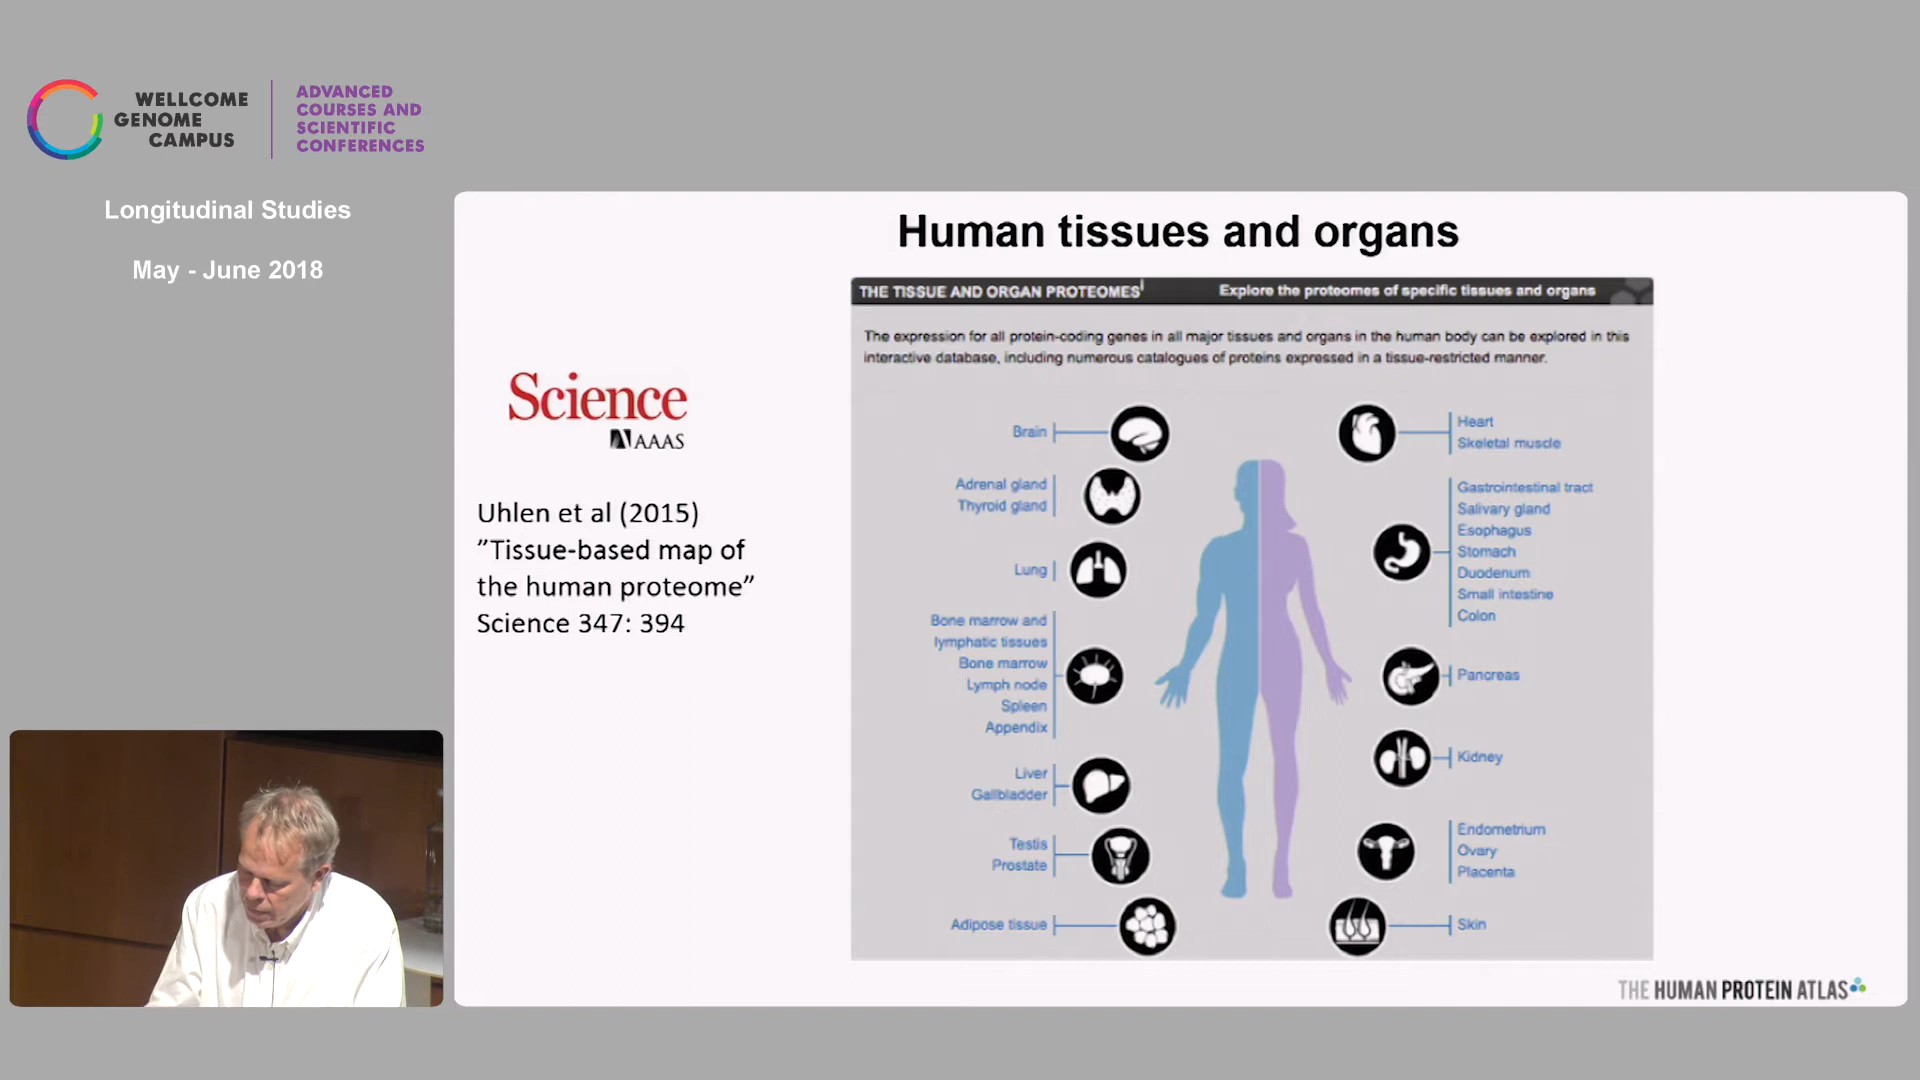 WELLCOME
GENOME
CAMPUS
ADVANCED
COURSES AND
SCIENTIFIC
CONFERENCES
Longitudinal Studies
May - June 2018
Human tissues and organs
THE TISSUE AND ORGAN PROTEOMESⁱ
Explore the proteomes of specific tissues and organs
The expression for all protein-coding genes in all major tissues and organs in the human body can be explored in this
interactive database, including numerous catalogues of proteins expressed in a tissue-restricted manner.
Science
AAAS
Uhlen et al (2015)
”Tissue-based map of
the human proteome”
Science 347: 394
Brain
Adrenal gland
Thyroid gland
Lung
Bone marrow and
lymphatic tissues
Bone marrow
Lymph node
Spleen
Appendix
Liver
Gallbladder
Testis
Prostate
Adipose tissue
Heart
Skeletal muscle
Gastrointestinal tract
Salivary gland
Esophagus
Stomach
Duodenum
Small intestine
Colon
Pancreas
Kidney
Endometrium
Ovary
Placenta
Skin
THE HUMAN PROTEIN ATLAS